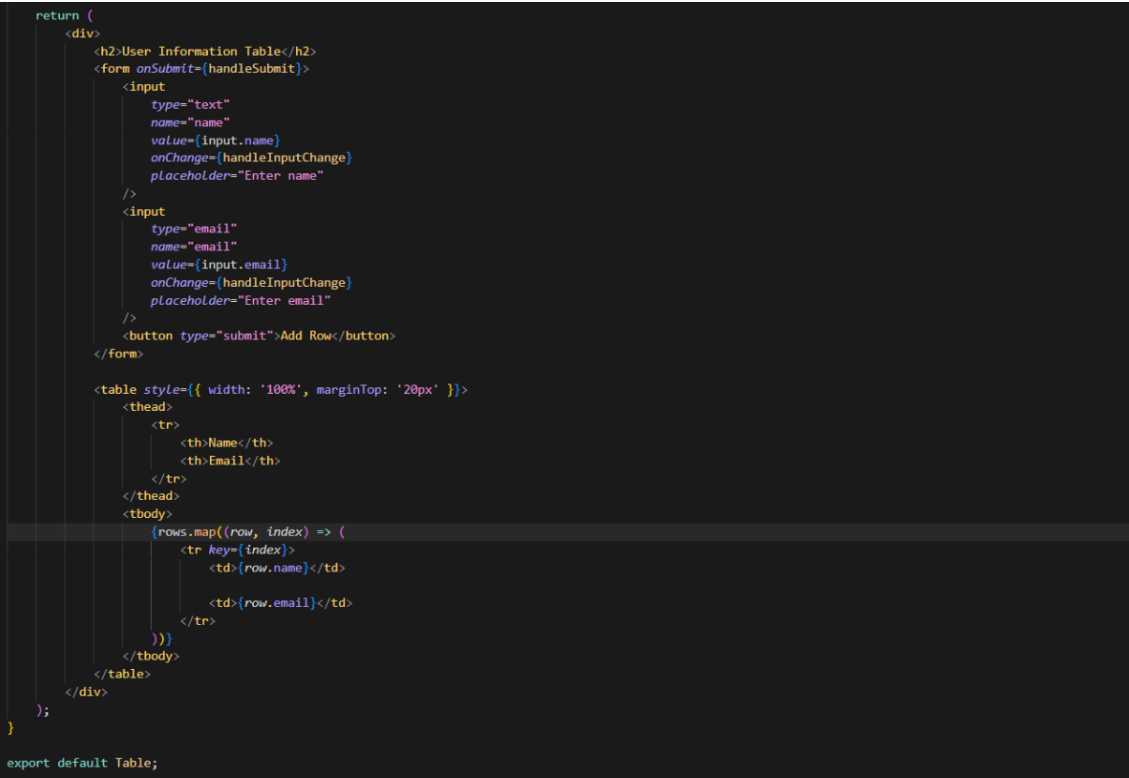 return (
<div>
<h2>User Information Table</h2>
<form onSubmit={handleSubmit}>
<input
type="text"
name="name"
value={input.name}
onChange={handleInputChange}
placeholder="Enter name"
/>
<input
type="email"
name="email"
value={input.email}
onChange={handleInputChange}
placeholder="Enter email"
/>
<button type="submit">Add Row</button>
</form>
<table style={{ width: '100%', marginTop: '20px' }}>
<thead>
<tr>
<th>Name</th>
<th>Email</th>
</tr>
</thead>
<tbody>
{rows.map((row, index) => (
<tr key={index}>
<td>{row.name}</td>
<td>{row.email}</td>
</tr>
))}
</tbody>
</table>
</div>
);
}
export default Table;